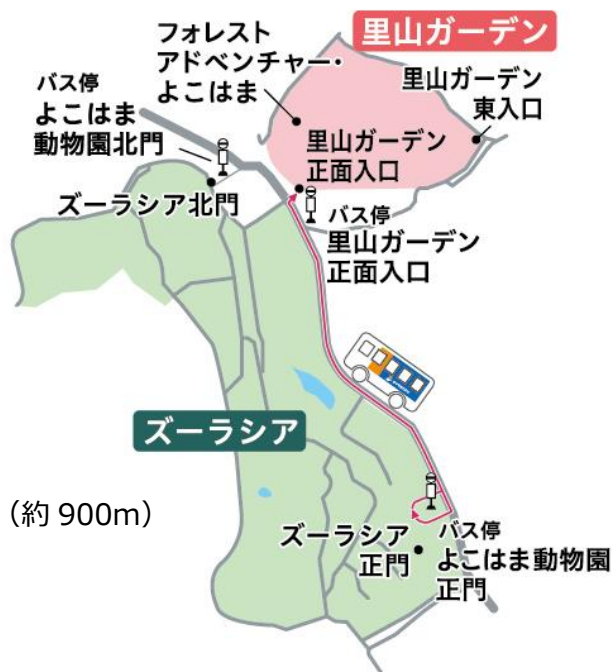 里山ガーデン
フォレスト
アドベンチャー・
よこはま
バス停
よこはま
動物園北門
里山ガーデン
東入口
里山ガーデン
正面入口
ズーラシア北門
バス停
里山ガーデン
正面入口
ズーラシア
（約 900m）
ズーラシア
正門
バス停
よこはま動物園
正門